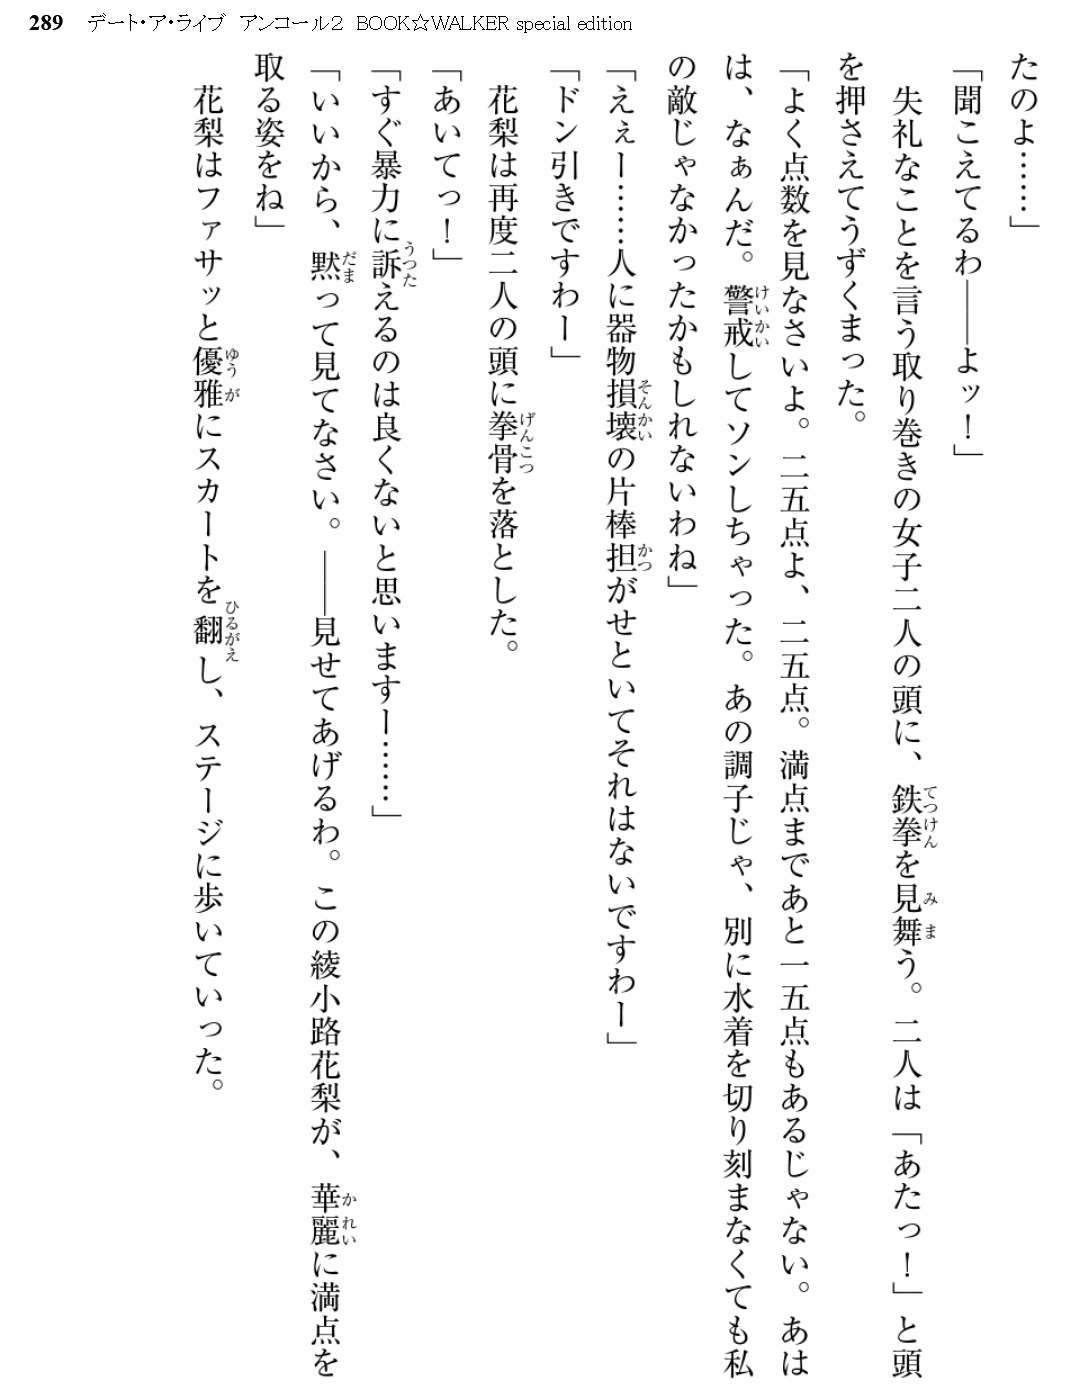 289 デート・ア・ライブ アンコール2 BOOK☆WALKER special edition
たのよ……」
「聞こえてるわ――よッ！」
失礼なことを言う取り巻きの女子二人の頭に、鉄拳を見舞う。二人は「あたっ！」と頭
を押さえてうずくまった。
「よく点数を見なさいよ。二五点よ、二五点。満点まであと一五点もあるじゃない。あは
は、なぁんだ。警戒してソンしちゃった。あの調子じゃ、別に水着を切り刻まなくても私
の敵じゃなかったかもしれないわね」
「えぇー……人に器物損壊の片棒担がせといてそれはないですわー」
「ドン引きですわー」
花梨は再度二人の頭に拳骨を落とした。
「あいてっ！」
「すぐ暴力に訴えるのは良くないと思いますー……」
「いいから、黙って見てなさい。――見せてあげるわ。この綾小路花梨が、華麗に満点を
取る姿をね」
花梨はファサッと優雅にスカートを翻し、ステージに歩いていった。